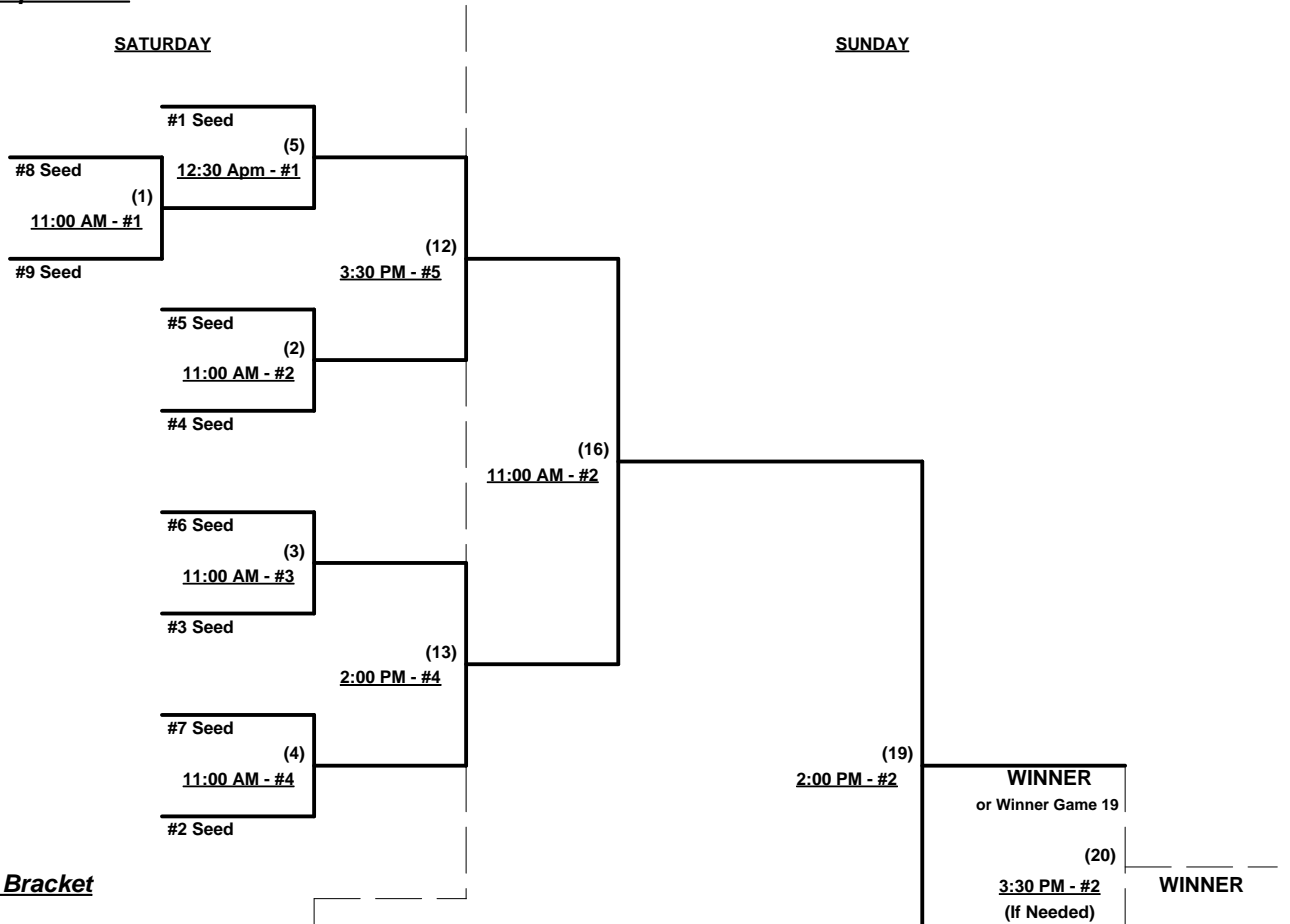 SATURDAY
SUNDAY
#1 Seed
(5)
12:30 Apm - #1
#8 Seed
(1)
11:00 AM - #1
#9 Seed
(12)
3:30 PM - #5
#5 Seed
(2)
11:00 AM - #2
#4 Seed
(16)
11:00 AM - #2
#6 Seed
(3)
11:00 AM - #3
#3 Seed
(13)
2:00 PM - #4
#7 Seed
(4)
11:00 AM - #4
#2 Seed
(19)
2:00 PM - #2
WINNER
or Winner Game 19
(20)
3:30 PM - #2
(If Needed)
WINNER
Bracket